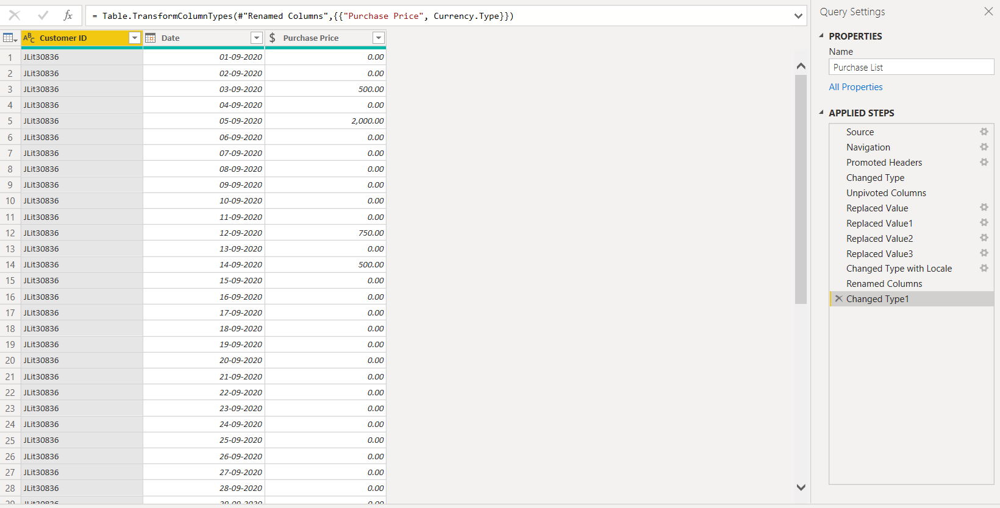 fx = Table.TransformColumnTypes(#"Renamed Columns",{{"Purchase Price", Currency.Type}})
ABC Customer ID Date $ Purchase Price
1 JLit30836 01-09-2020 0.00
2 JLit30836 02-09-2020 0.00
3 JLit30836 03-09-2020 500.00
4 JLit30836 04-09-2020 0.00
5 JLit30836 05-09-2020 2,000.00
6 JLit30836 06-09-2020 0.00
7 JLit30836 07-09-2020 0.00
8 JLit30836 08-09-2020 0.00
9 JLit30836 09-09-2020 0.00
10 JLit30836 10-09-2020 0.00
11 JLit30836 11-09-2020 0.00
12 JLit30836 12-09-2020 750.00
13 JLit30836 13-09-2020 0.00
14 JLit30836 14-09-2020 500.00
15 JLit30836 15-09-2020 0.00
16 JLit30836 16-09-2020 0.00
17 JLit30836 17-09-2020 0.00
18 JLit30836 18-09-2020 0.00
19 JLit30836 19-09-2020 0.00
20 JLit30836 20-09-2020 0.00
21 JLit30836 21-09-2020 0.00
22 JLit30836 22-09-2020 0.00
23 JLit30836 23-09-2020 0.00
24 JLit30836 24-09-2020 0.00
25 JLit30836 25-09-2020 0.00
26 JLit30836 26-09-2020 0.00
27 JLit30836 27-09-2020 0.00
28 JLit30836 28-09-2020 0.00
29 JLit30836 29-09-2020 0.00
Query Settings
PROPERTIES
Name
Purchase List
All Properties
APPLIED STEPS
Source
Navigation
Promoted Headers
Changed Type
Unpivoted Columns
Replaced Value
Replaced Value1
Replaced Value2
Replaced Value3
Changed Type with Locale
Renamed Columns
Changed Type1